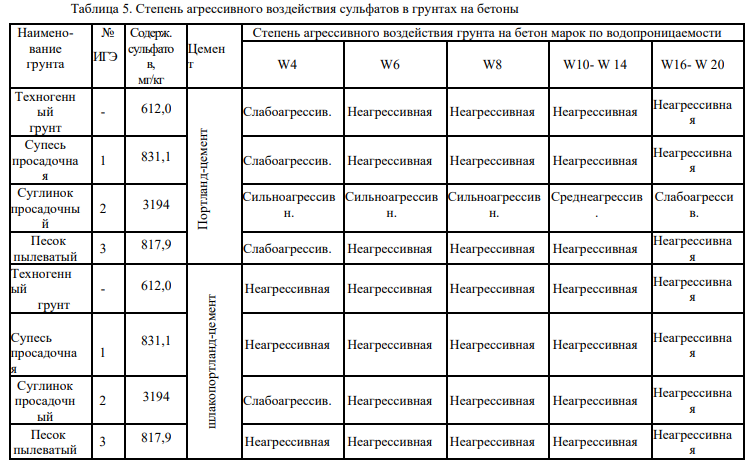 Таблица 5. Степень агрессивного воздействия сульфатов в грунтах на бетоны
Наимено-
вание
грунта
№
ИГЭ
Содерж.
сульфато
в,
мг/кг
Цемен
т
Степень агрессивного воздействия грунта на бетон марок по водопроницаемости
W4 W6 W8 W10- W 14 W16- W 20
Техногенн
ый
грунт
-
612,0
Портланд-цемент
Слабоагрессив. Неагрессивная Неагрессивная Неагрессивная Неагрессивна
я
Супесь
просадочна
я
1
831,1
Слабоагрессив. Неагрессивная Неагрессивная Неагрессивная Неагрессивна
я
Суглинок
просадочны
й
2
3194
Сильноагрессив
н.
Сильноагрессив
н.
Сильноагрессив
н.
Среднеагрессив
.
Слабоагресси
в.
Песок
пылеватый
3
817,9
Слабоагрессив. Неагрессивная Неагрессивная Неагрессивная Неагрессивна
я
Техногенн
ый
грунт
-
612,0
шлакопортланд-цемент
Неагрессивная Неагрессивная Неагрессивная Неагрессивная Неагрессивна
я
Супесь
просадочна
я
1
831,1
Неагрессивная Неагрессивная Неагрессивная Неагрессивная Неагрессивна
я
Суглинок
просадочн
ый
2
3194
Слабоагрессив. Неагрессивная Неагрессивная Неагрессивная Неагрессивна
я
Песок
пылеватый
3
817,9
Неагрессивная Неагрессивная Неагрессивная Неагрессивная Неагрессивна
я